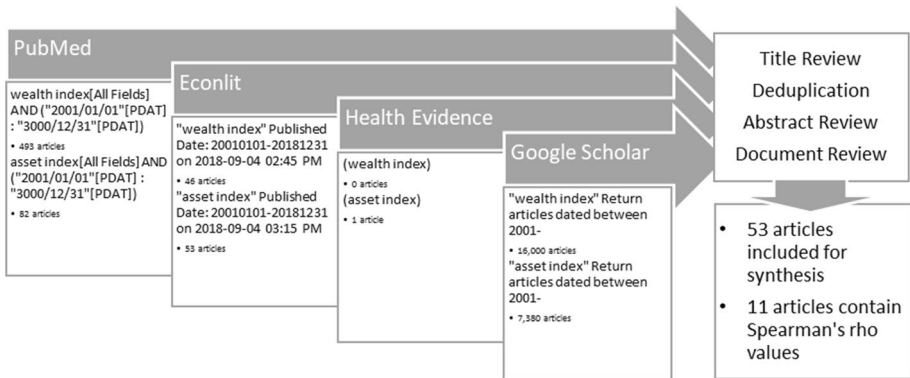 PubMed
wealth index[All Fields]
AND ("2001/01/01"[PDAT]
: "3000/12/31"[PDAT])
• 493 articles
asset index[All Fields] AND
("2001/01/01"[PDAT] :
"3000/12/31"[PDAT])
• 82 articles
Econlit
"wealth index" Published
Date: 20010101-20181231
on 2018-09-04 02:45 PM
• 46 articles
"asset index" Published
Date: 20010101-20181231
on 2018-09-04 03:15 PM
• 53 articles
Health Evidence
(wealth index)
• 0 articles
(asset index)
• 1 article
Google Scholar
"wealth index" Return
articles dated between
2001-
• 16,000 articles
"asset index" Return
articles dated between
2001-
• 7,380 articles
Title Review
Deduplication
Abstract Review
Document Review
• 53 articles
included for
synthesis
• 11 articles contain
Spearman's rho
values